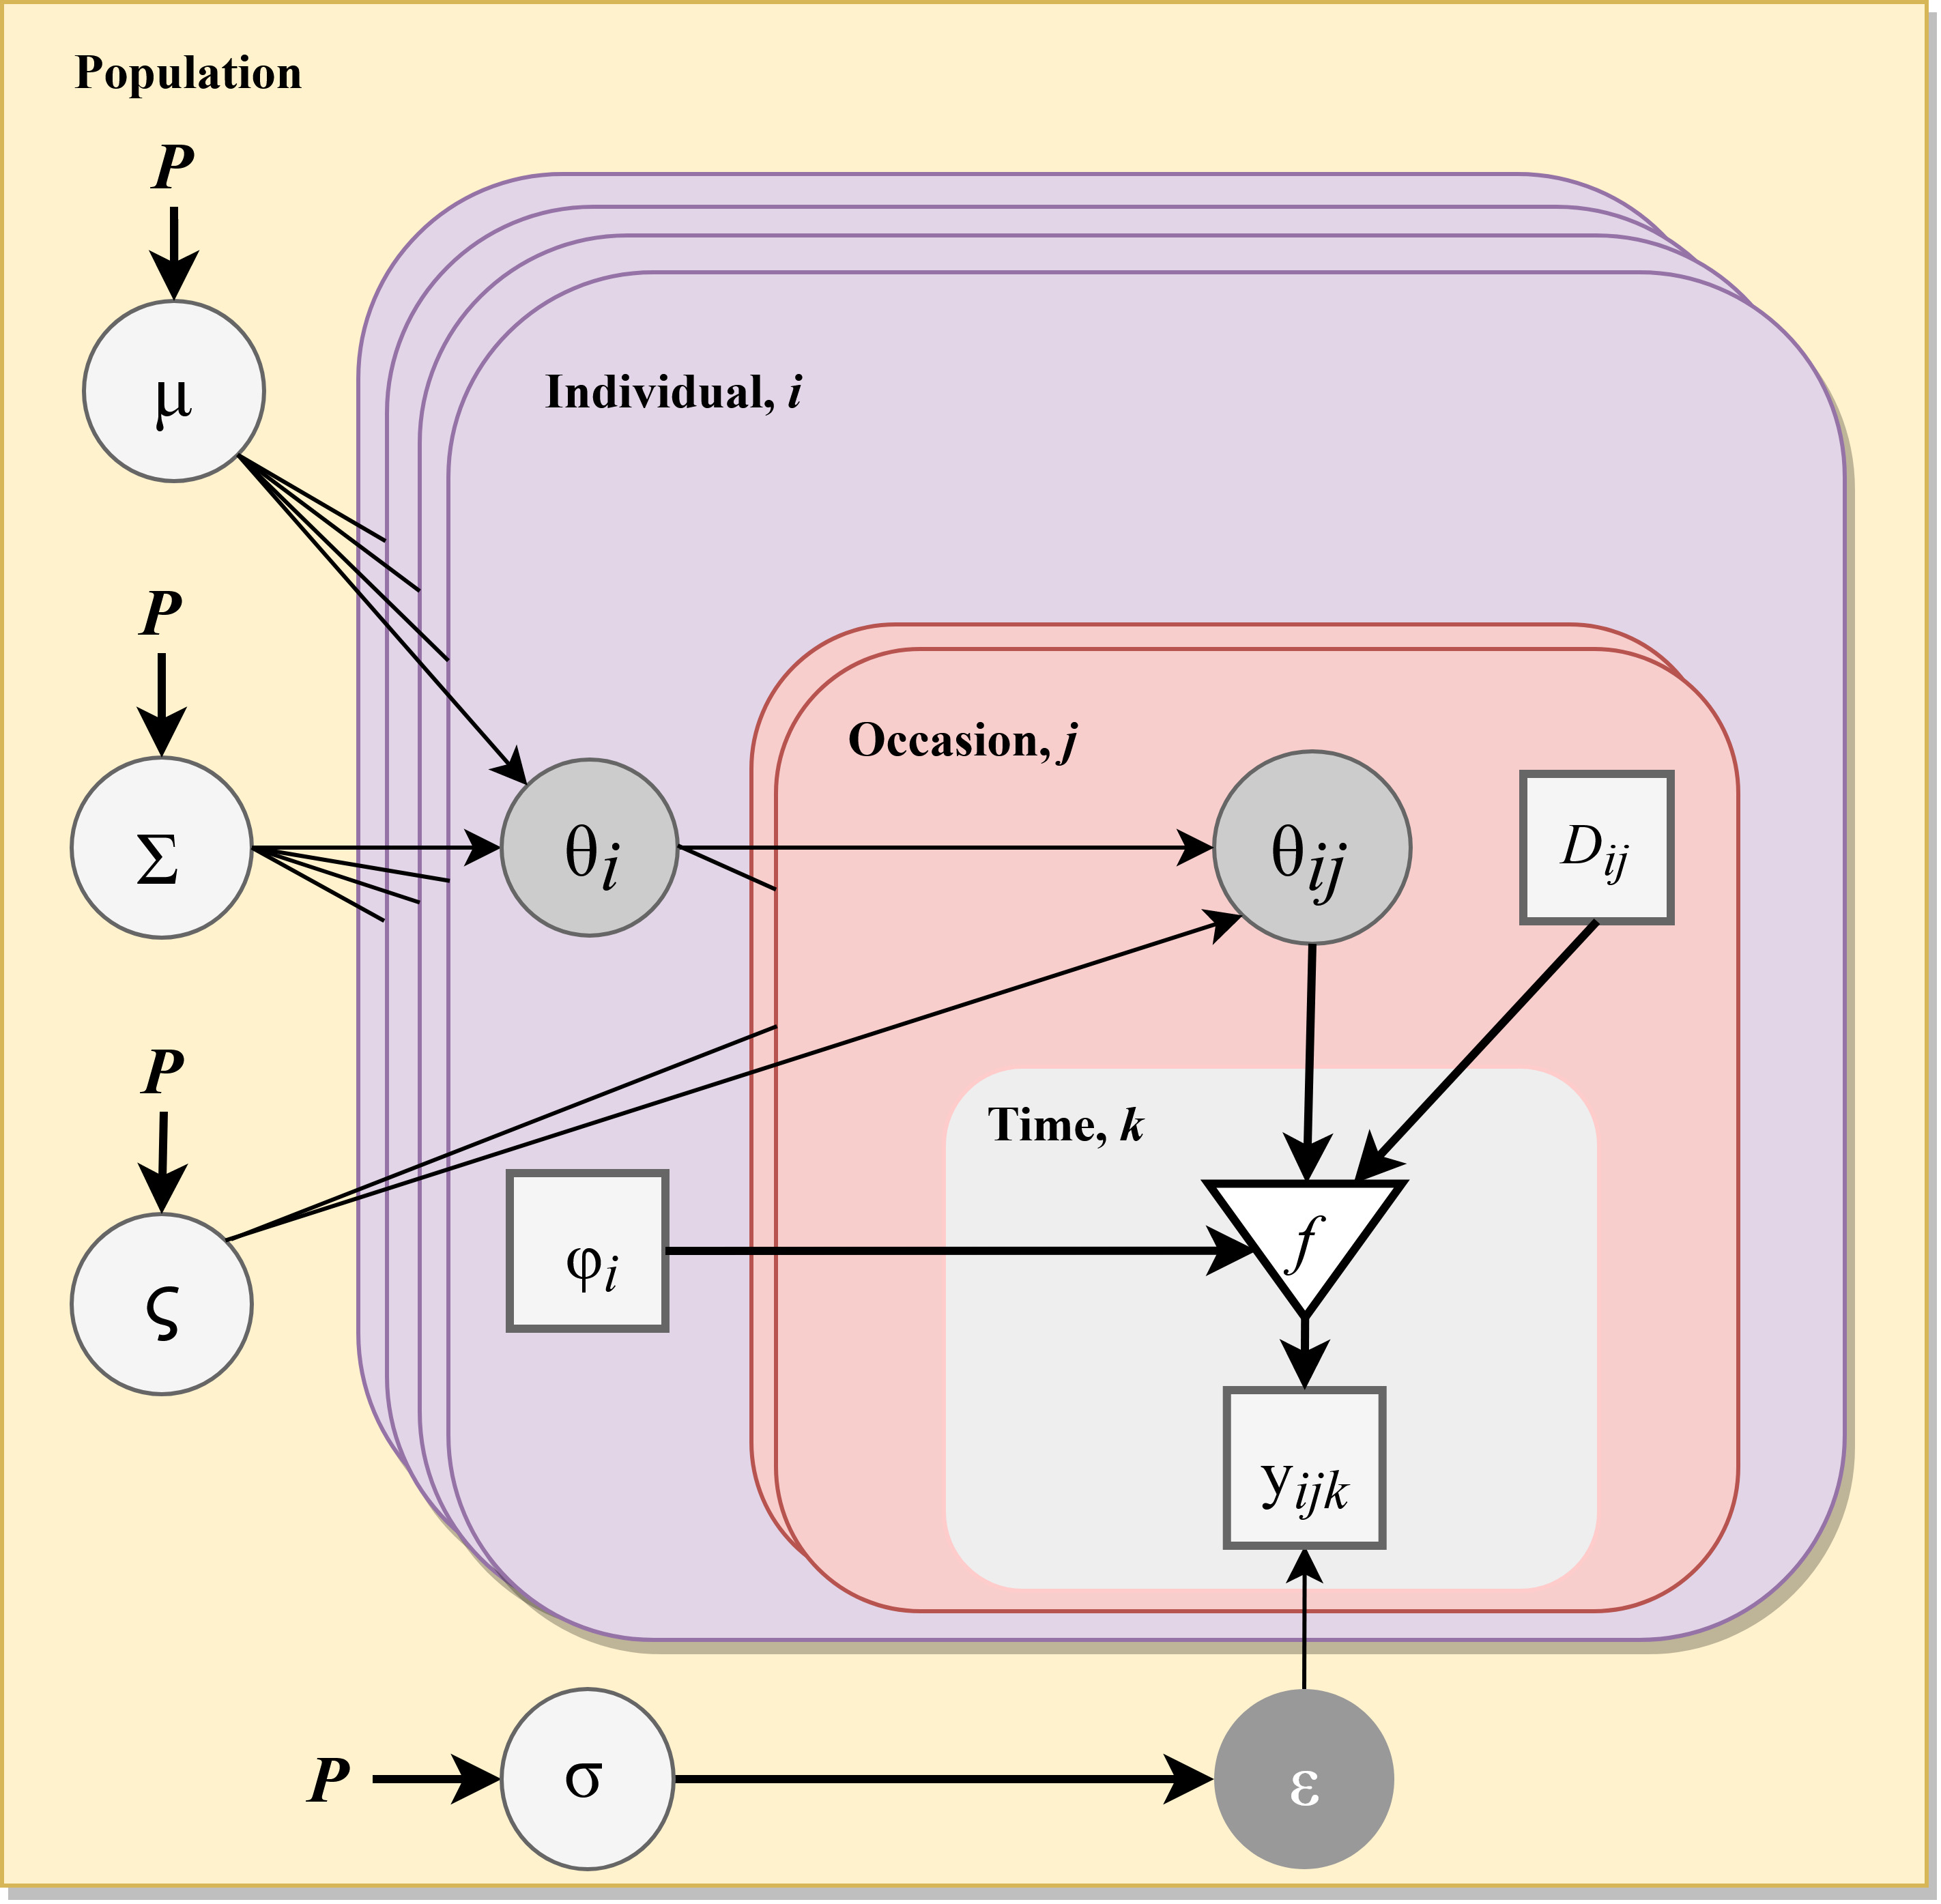 Population
P
μ
Individual, i
P
Occasion, j
Σ
θi
θij
Dij
P
Time, k
φi
f
ς
yijk
P
σ
ε